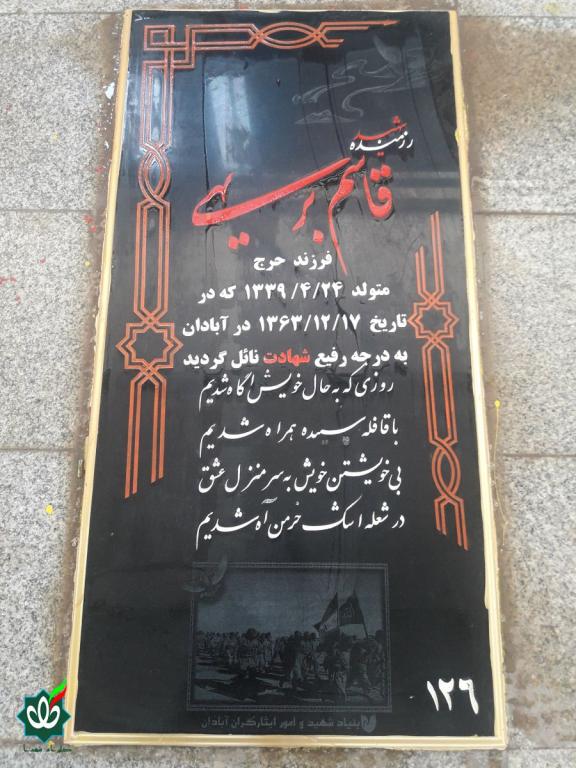 رزمنده شهید
قاسم بریهی
فرزند حرج
متولد ۱۳۳۹/۴/۲۴ که در
تاریخ ۱۳۶۳/۱۲/۱۷ در آبادان
به درجه رفیع شهادت نائل گردید
روزی که به حال خویش آگاه شدیم
با قافله سپیده همراه شدیم
بی خویشتن خویش به سر منزل عشق
در شعله اشک خرمن آه شدیم
۱۲۶
بنیاد شهید و امور ایثارگران آبادان